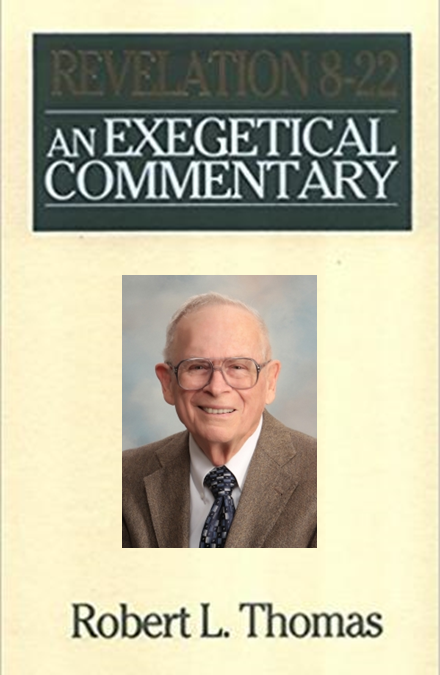 REVELATION 8-22
AN EXEGETICAL
COMMENTARY
Robert L. Thomas